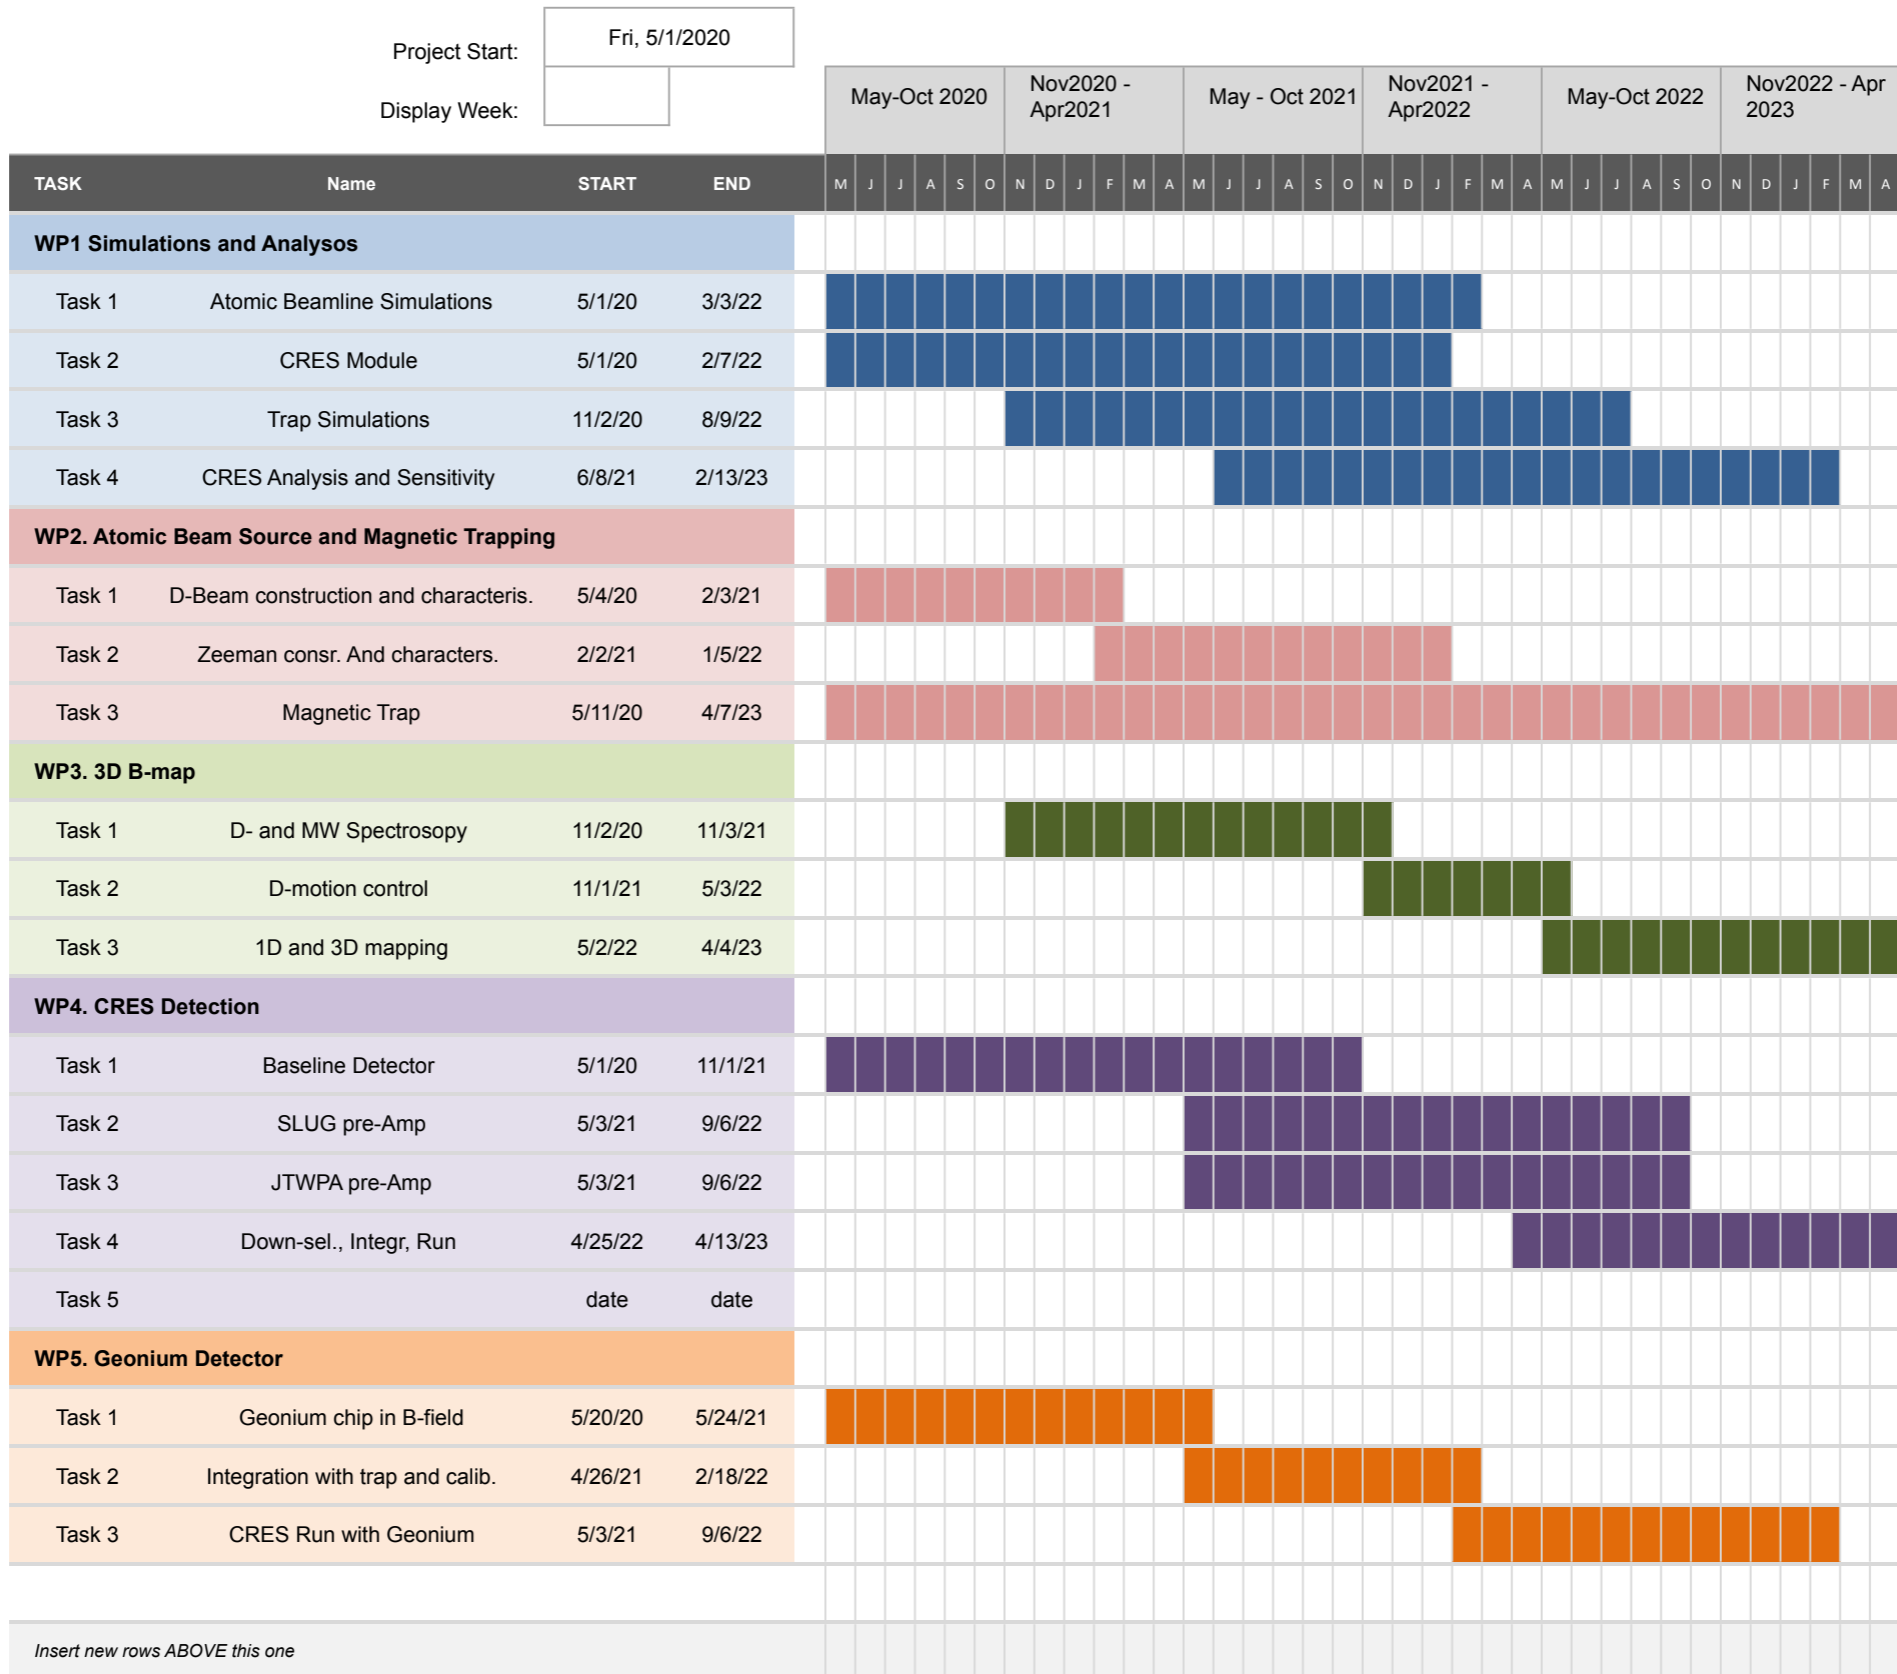 Project Start: Fri, 5/1/2020
Display Week:
May-Oct 2020 Nov2020 - Apr2021 May - Oct 2021 Nov2021 - Apr2022 May-Oct 2022 Nov2022 - Apr 2023
TASK Name START END M J J A S O N D J F M A M J J A S O N D J F M A M J J A S O N D J F M A
WP1 Simulations and Analysos
Task 1 Atomic Beamline Simulations 5/1/20 3/3/22
Task 2 CRES Module 5/1/20 2/7/22
Task 3 Trap Simulations 11/2/20 8/9/22
Task 4 CRES Analysis and Sensitivity 6/8/21 2/13/23
WP2. Atomic Beam Source and Magnetic Trapping
Task 1 D-Beam construction and characteris. 5/4/20 2/3/21
Task 2 Zeeman consr. And characters. 2/2/21 1/5/22
Task 3 Magnetic Trap 5/11/20 4/7/23
WP3. 3D B-map
Task 1 D- and MW Spectrosopy 11/2/20 11/3/21
Task 2 D-motion control 11/1/21 5/3/22
Task 3 1D and 3D mapping 5/2/22 4/4/23
WP4. CRES Detection
Task 1 Baseline Detector 5/1/20 11/1/21
Task 2 SLUG pre-Amp 5/3/21 9/6/22
Task 3 JTWPA pre-Amp 5/3/21 9/6/22
Task 4 Down-sel., Integr, Run 4/25/22 4/13/23
Task 5 date date
WP5. Geonium Detector
Task 1 Geonium chip in B-field 5/20/20 5/24/21
Task 2 Integration with trap and calib. 4/26/21 2/18/22
Task 3 CRES Run with Geonium 5/3/21 9/6/22
Insert new rows ABOVE this one